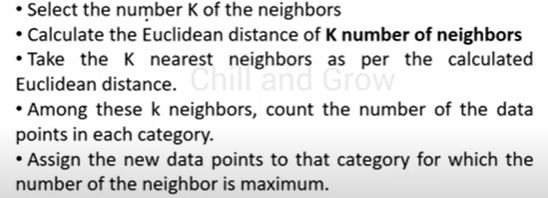 • Select the number K of the neighbors
• Calculate the Euclidean distance of K number of neighbors
• Take the K nearest neighbors as per the calculated
Euclidean distance.
Chill and Grow
• Among these k neighbors, count the number of the data
points in each category.
• Assign the new data points to that category for which the
number of the neighbor is maximum.